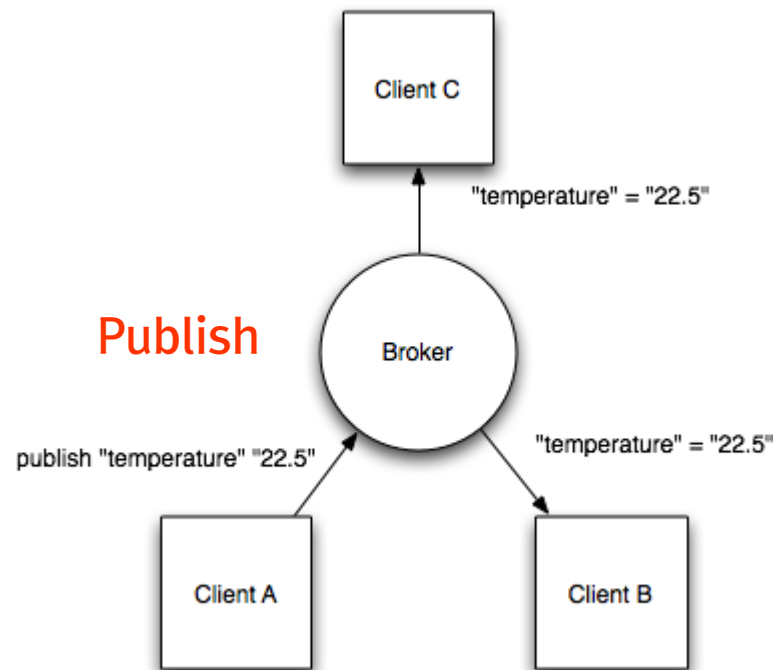 Client C
"temperature" = "22.5"
Publish
Broker
publish "temperature" "22.5"
"temperature" = "22.5"
Client A
Client B